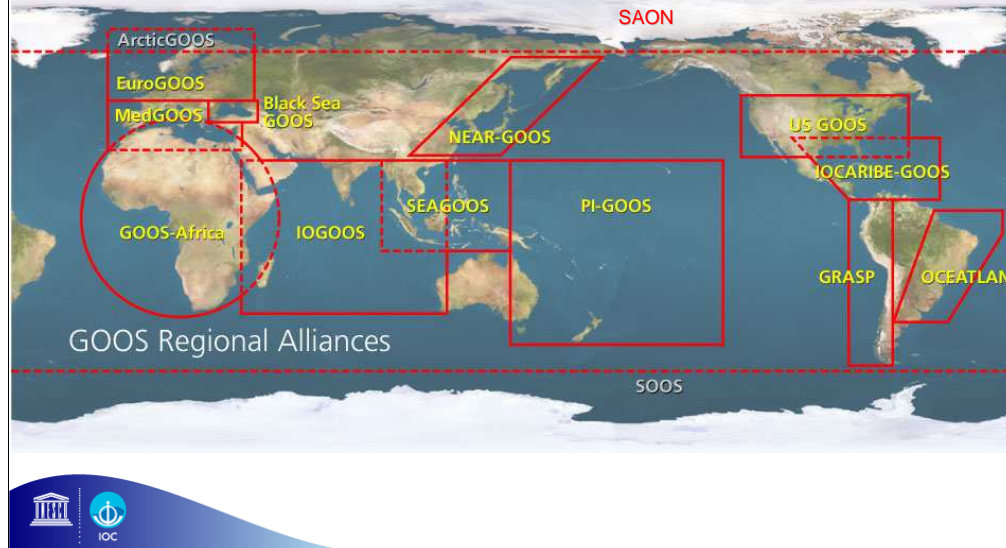 SAON
ArcticGOOS
EuroGOOS
MedGOOS
Black Sea
GOOS
NEAR-GOOS
US GOOS
IOCARIBE-GOOS
SEAGOOS
PI-GOOS
GOOS-Africa
IOGOOS
GRASP
OCEATLAN
GOOS Regional Alliances
SOOS
IOC